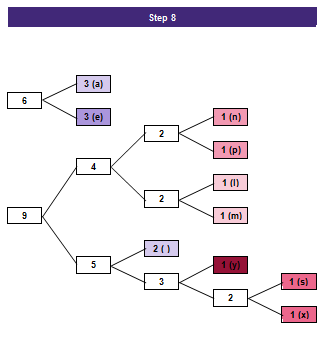 Step 8
3 (a)
6
3 (e)
1 (n)
2
1 (p)
4
1 (l)
2
1 (m)
9
2 ( )
5
1 (y)
3
1 (s)
2
1 (x)